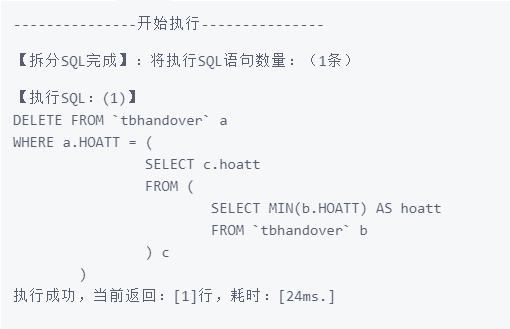 ---------------开始执行---------------
【拆分SQL完成】：将执行SQL语句数量：（1条）
【执行SQL：(1)】
DELETE FROM `tbhandover` a
WHERE a.HOATT = (
SELECT c.hoatt
FROM (
SELECT MIN(b.HOATT) AS hoatt
FROM `tbhandover` b
) c
)
执行成功，当前返回：[1]行，耗时：[24ms.]